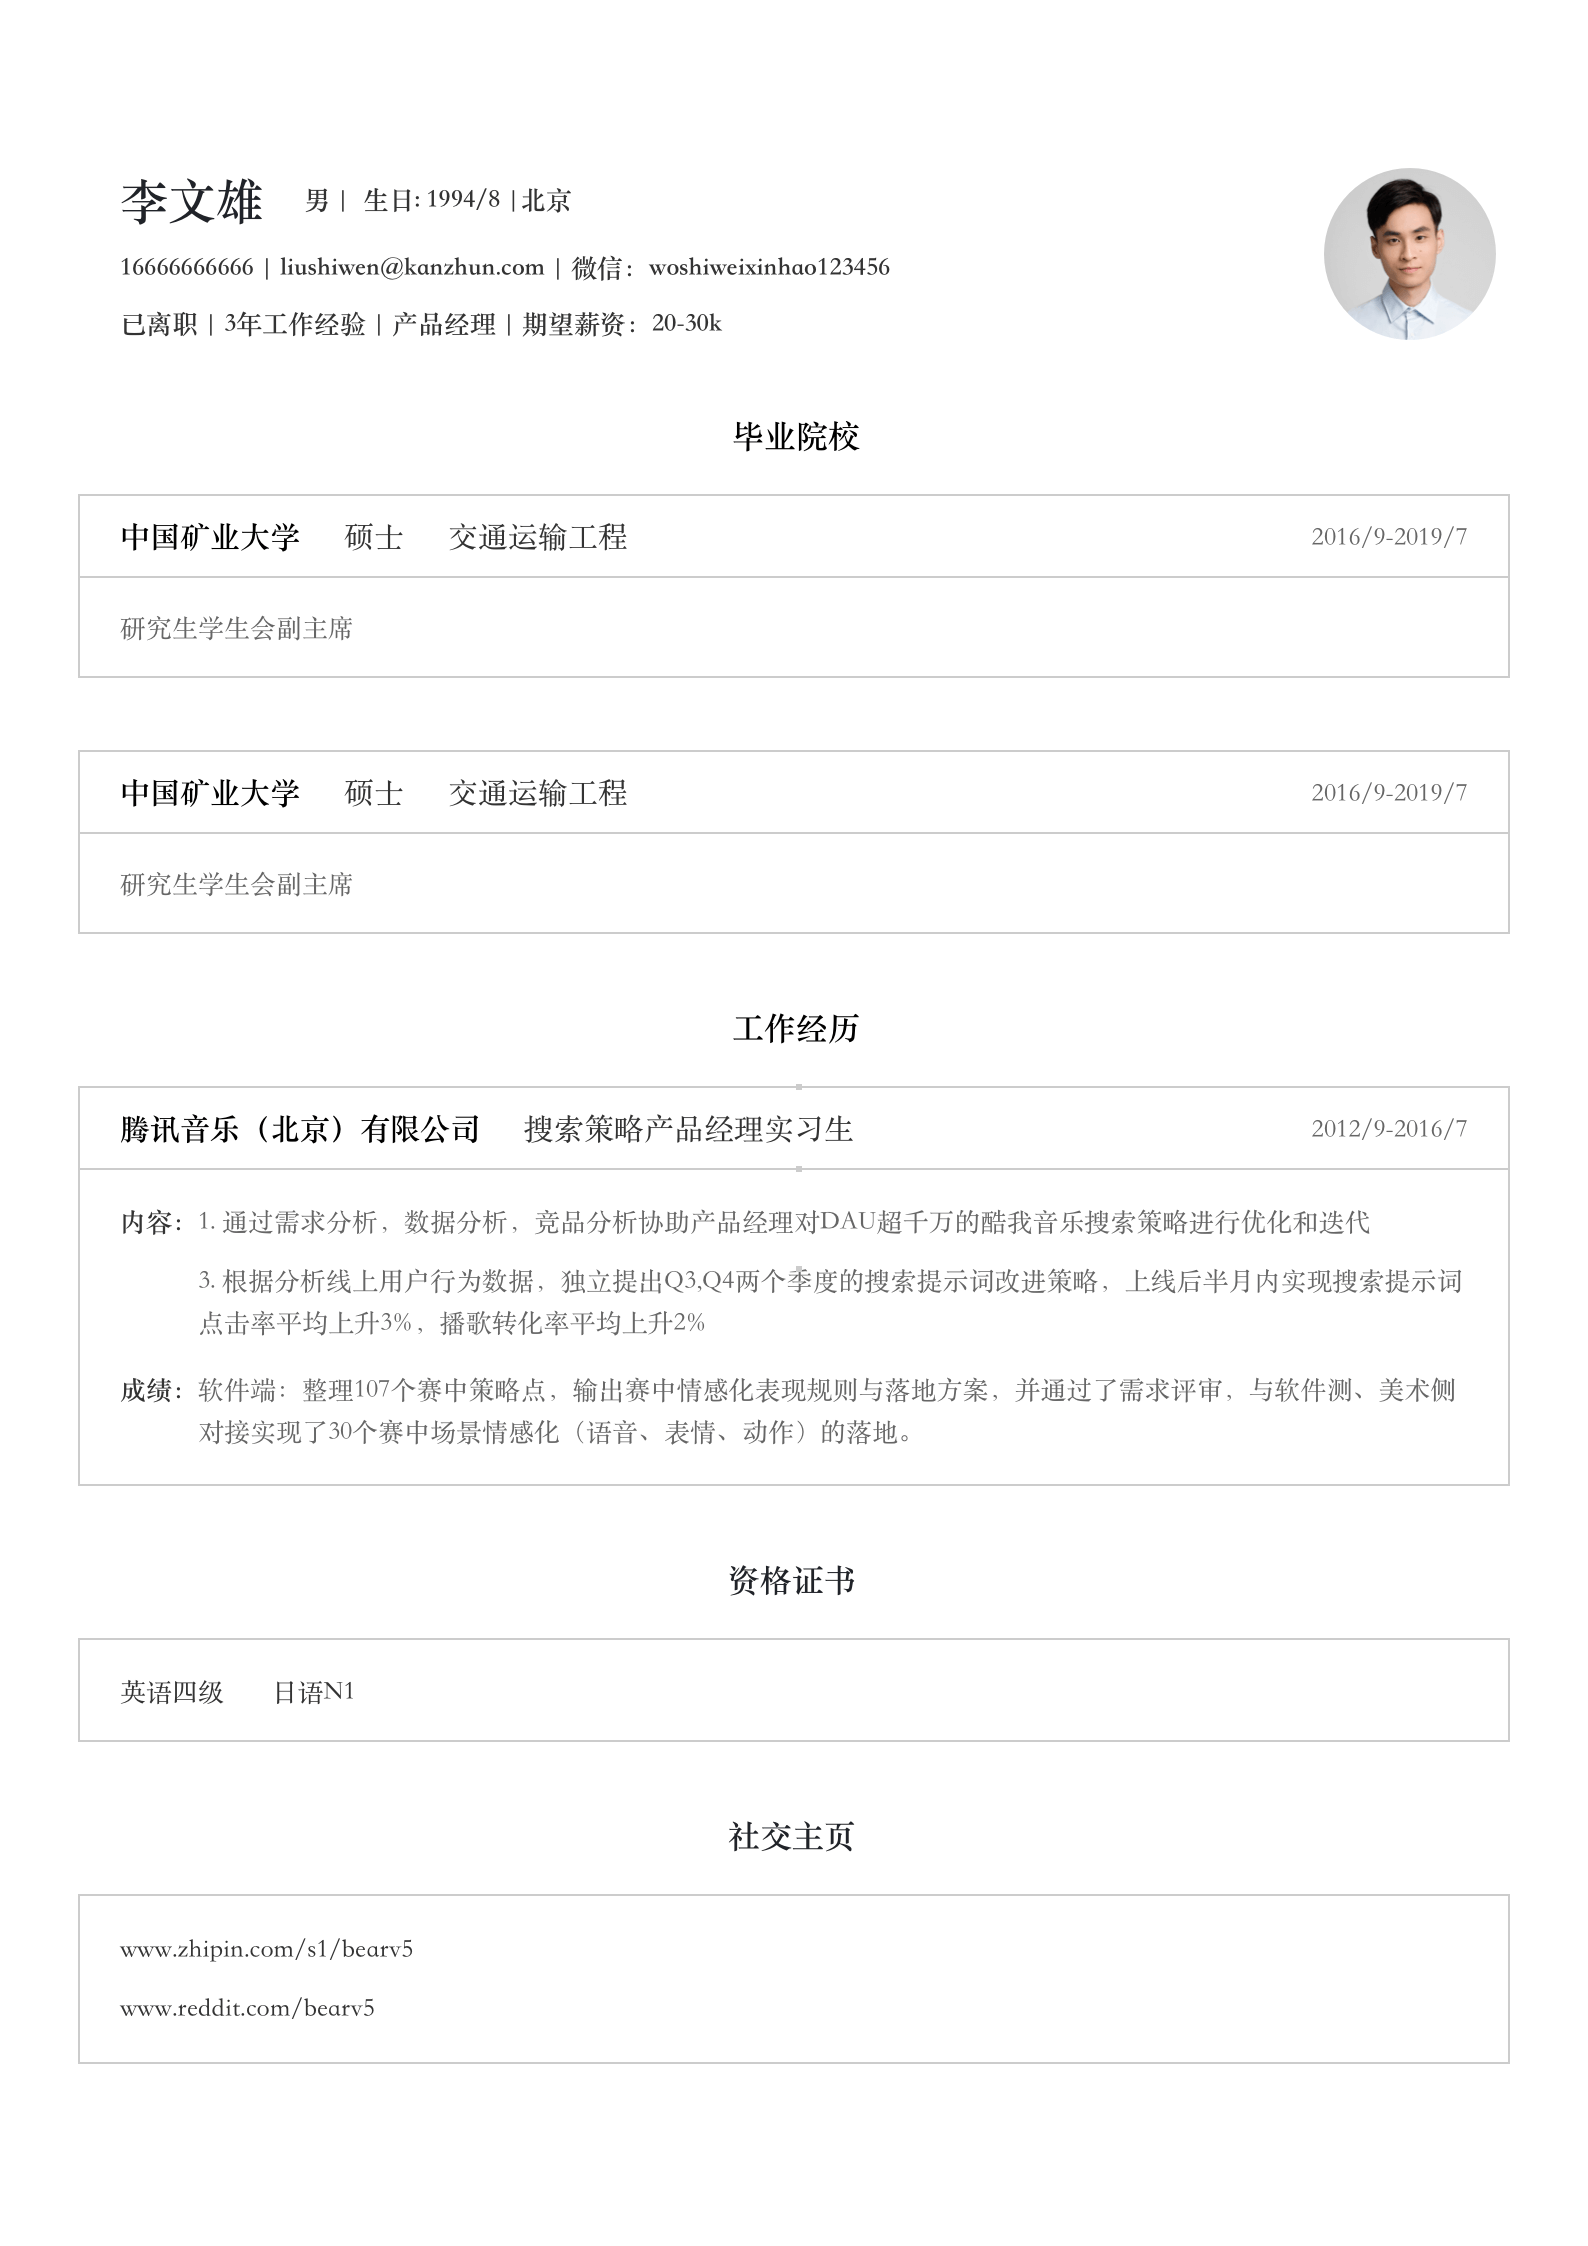 李文雄 男 | 生日: 1994/8 | 北京
16666666666 | liushiwen@kanzhun.com | 微信：woshiweixinhao123456
已离职 | 3年工作经验 | 产品经理 | 期望薪资：20-30k
毕业院校
中国矿业大学 硕士 交通运输工程 2016/9-2019/7
研究生学生会副主席
中国矿业大学 硕士 交通运输工程 2016/9-2019/7
研究生学生会副主席
工作经历
腾讯音乐（北京）有限公司 搜索策略产品经理实习生 2012/9-2016/7
内容：1. 通过需求分析，数据分析，竞品分析协助产品经理对DAU超千万的酷我音乐搜索策略进行优化和迭代
3. 根据分析线上用户行为数据，独立提出Q3,Q4两个季度的搜索提示词改进策略，上线后半月内实现搜索提示词
点击率平均上升3%，播歌转化率平均上升2%
成绩：软件端：整理107个赛中策略点，输出赛中情感化表现规则与落地方案，并通过了需求评审，与软件测、美术侧
对接实现了30个赛中场景情感化（语音、表情、动作）的落地。
资格证书
英语四级 日语N1
社交主页
www.zhipin.com/s1/bearv5
www.reddit.com/bearv5